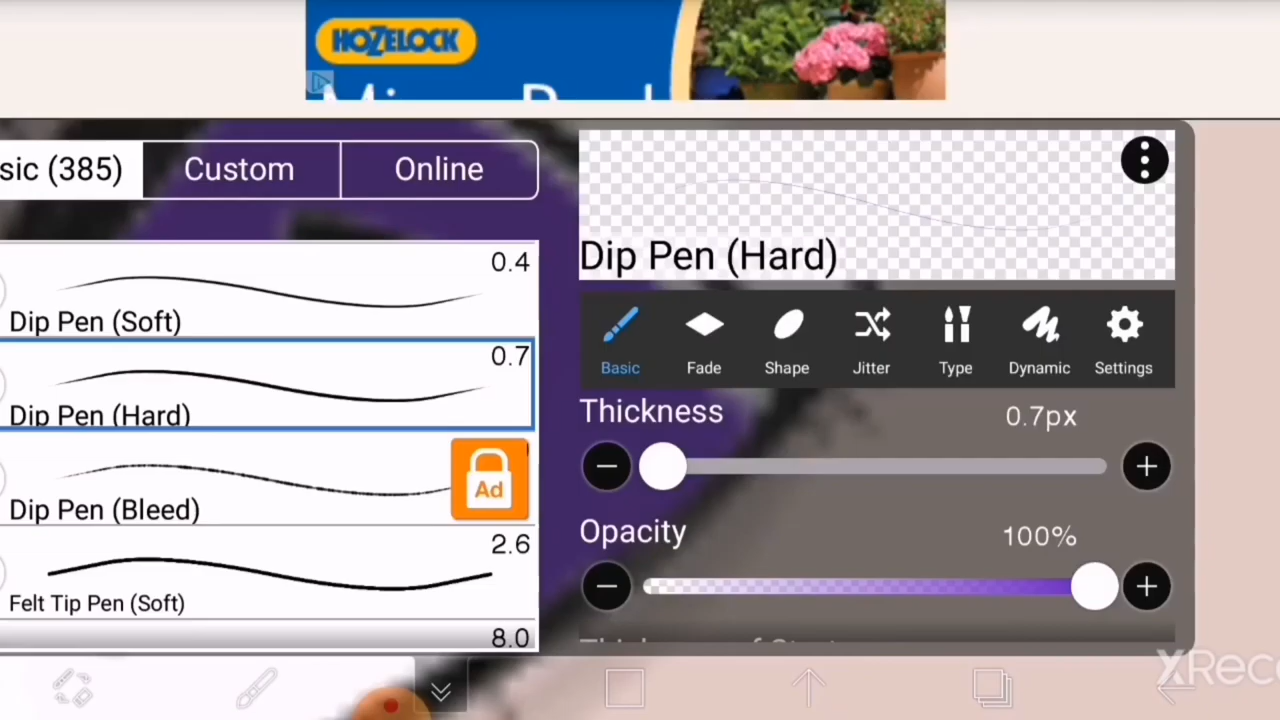 HOZELOCK
sic (385)
Custom
Online
0.4
Dip Pen (Soft)
0.7
Dip Pen (Hard)
Ad
Dip Pen (Bleed)
2.6
Felt Tip Pen (Soft)
8.0
Dip Pen (Hard)
Basic
Fade
Shape
Jitter
Type
Dynamic
Settings
Thickness
0.7px
Opacity
100%
XRec